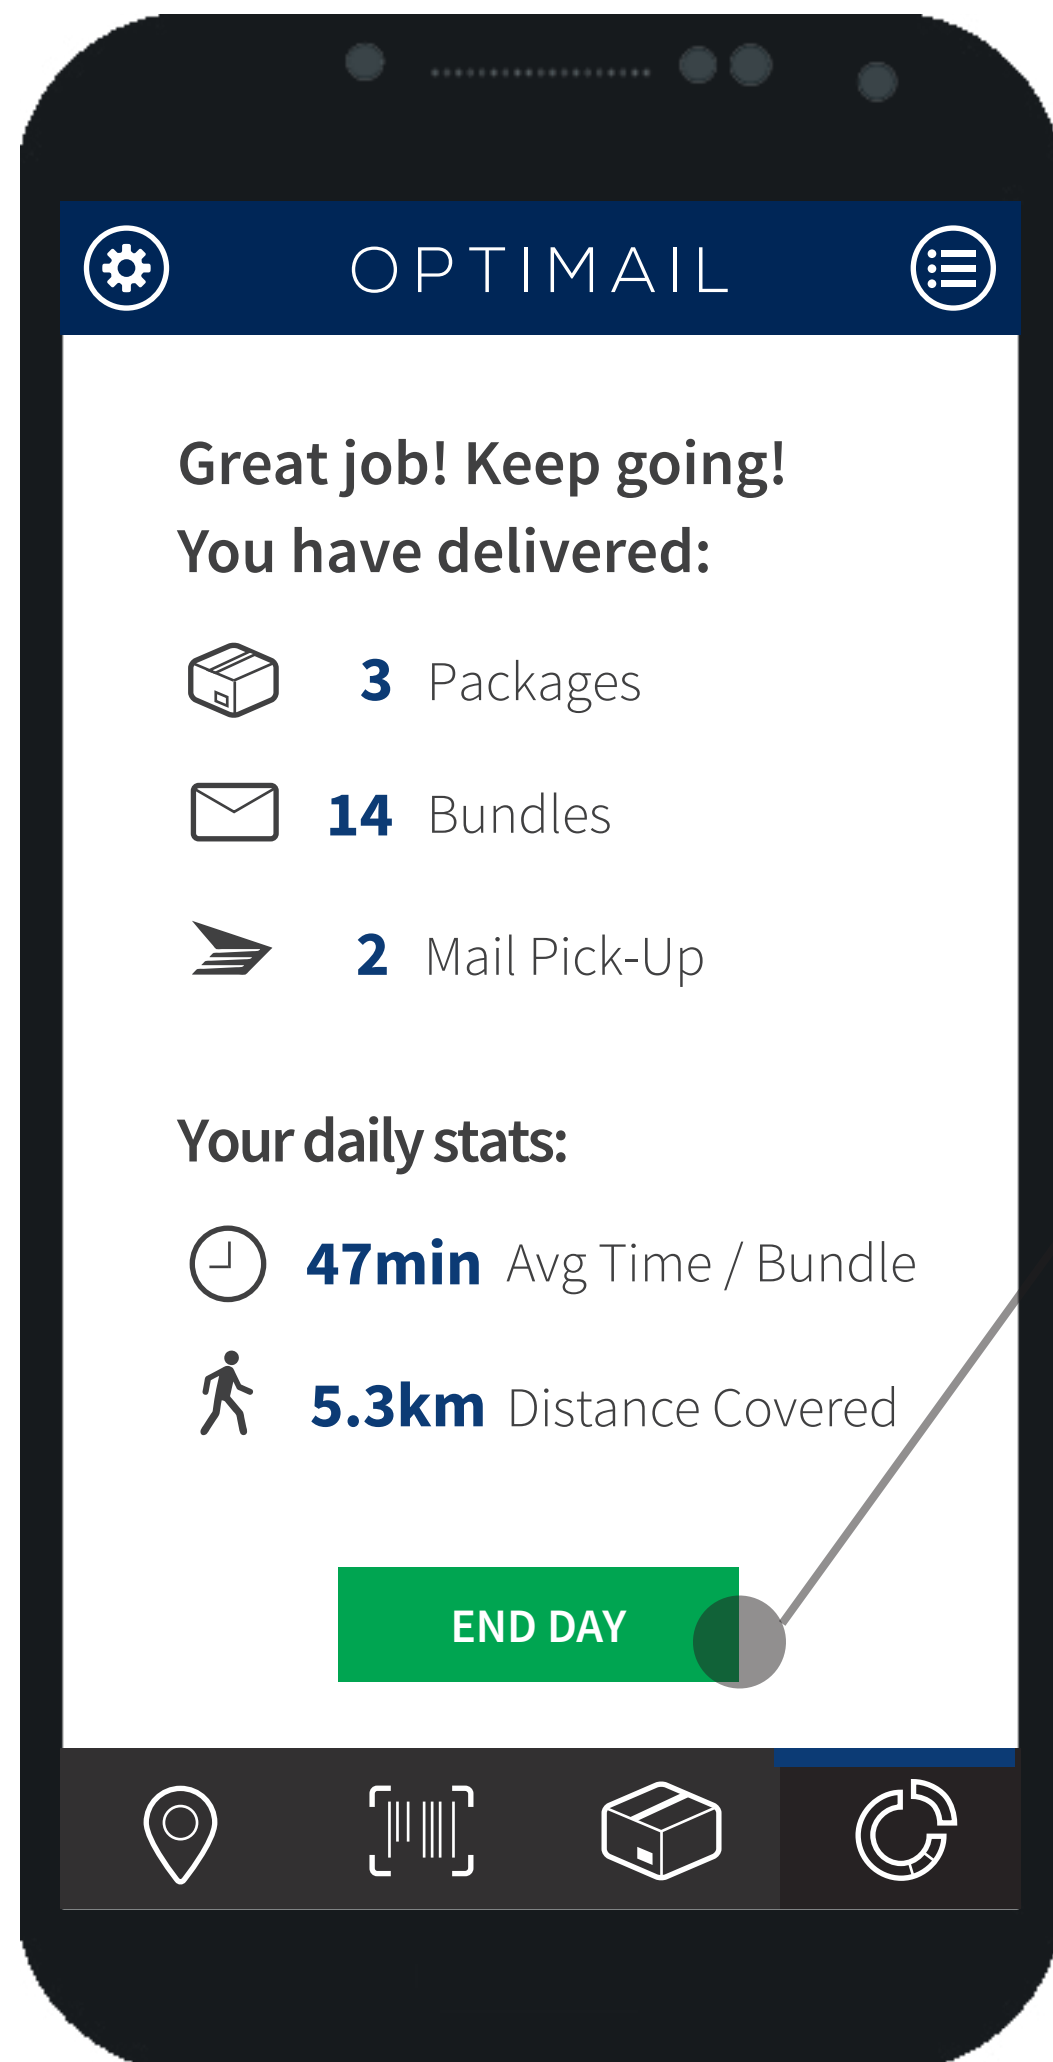 OPTIMAIL
Great job! Keep going!
You have delivered:
3 Packages
14 Bundles
2 Mail Pick-Up
Your daily stats:
47min Avg Time / Bundle
5.3km Distance Covered
END DAY